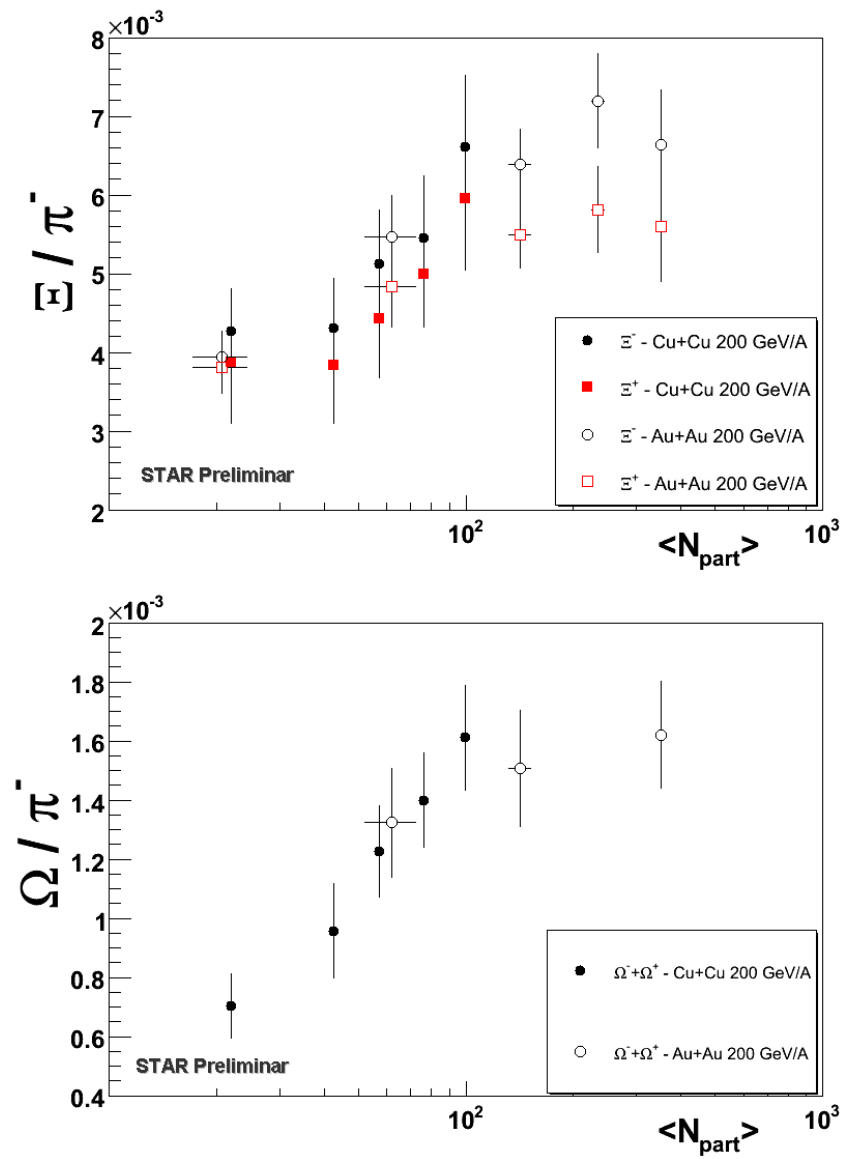 ×10⁻³
8
7
6
5
4
3
2
Ξ / π⁻
Ξ⁻ - Cu+Cu 200 GeV/A
Ξ⁺ - Cu+Cu 200 GeV/A
Ξ⁻ - Au+Au 200 GeV/A
Ξ⁺ - Au+Au 200 GeV/A
STAR Preliminar
10²
10³
<N_part>
×10⁻³
2
1.8
1.6
1.4
1.2
1
0.8
0.6
0.4
Ω / π⁻
Ω⁻+Ω⁺ - Cu+Cu 200 GeV/A
Ω⁻+Ω⁺ - Au+Au 200 GeV/A
STAR Preliminar
10²
10³
<N_part>